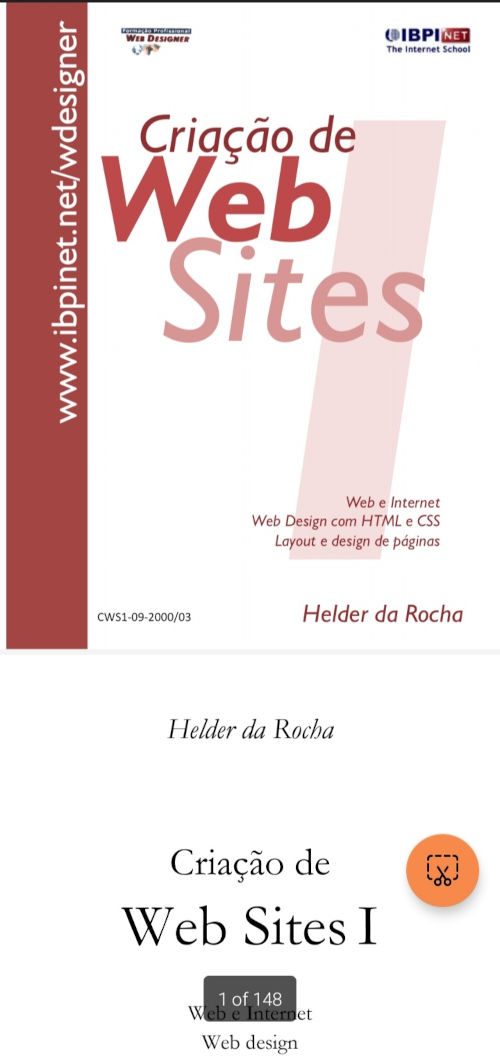 www.ibpinet.net/wdesigner
Formação Profissional
WEB DESIGNER
IBPI NET
The Internet School
Criação de
Web
Sites
I
Web e Internet
Web Design com HTML e CSS
Layout e design de páginas
CWS1-09-2000/03
Helder da Rocha
Helder da Rocha
Criação de
Web Sites I
1 of 148
Web e Internet
Web design